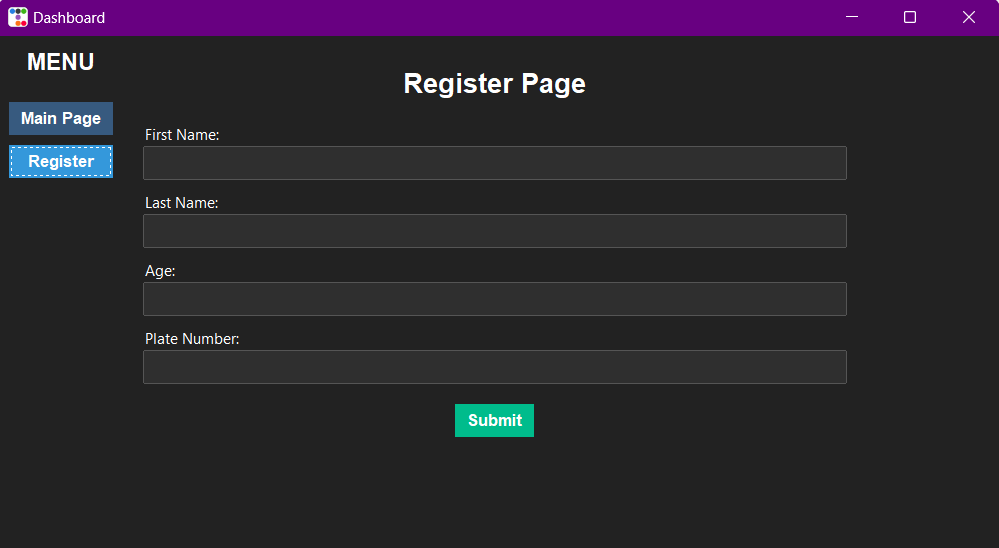 Dashboard
MENU
Main Page
Register
Register Page
First Name:
Last Name:
Age:
Plate Number:
Submit